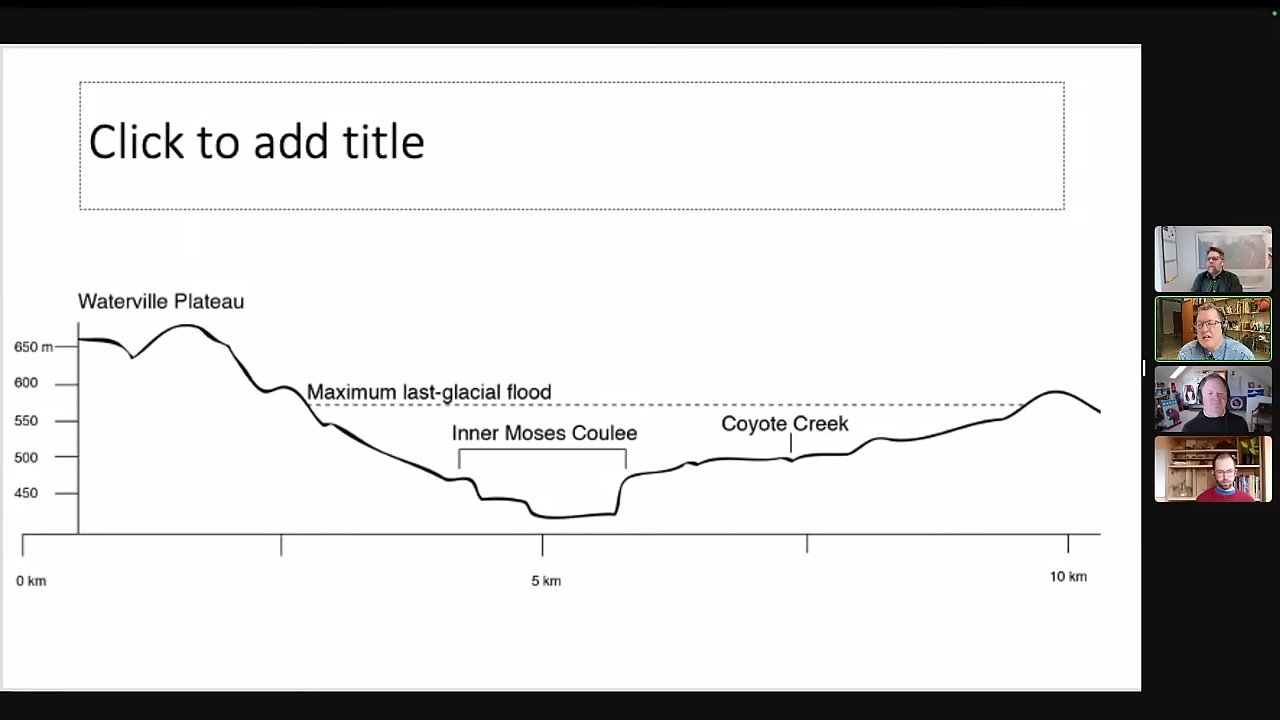 Click to add title
Waterville Plateau
650 m
600
Maximum last-glacial flood
550
Coyote Creek
Inner Moses Coulee
500
450
0 km
5 km
10 km